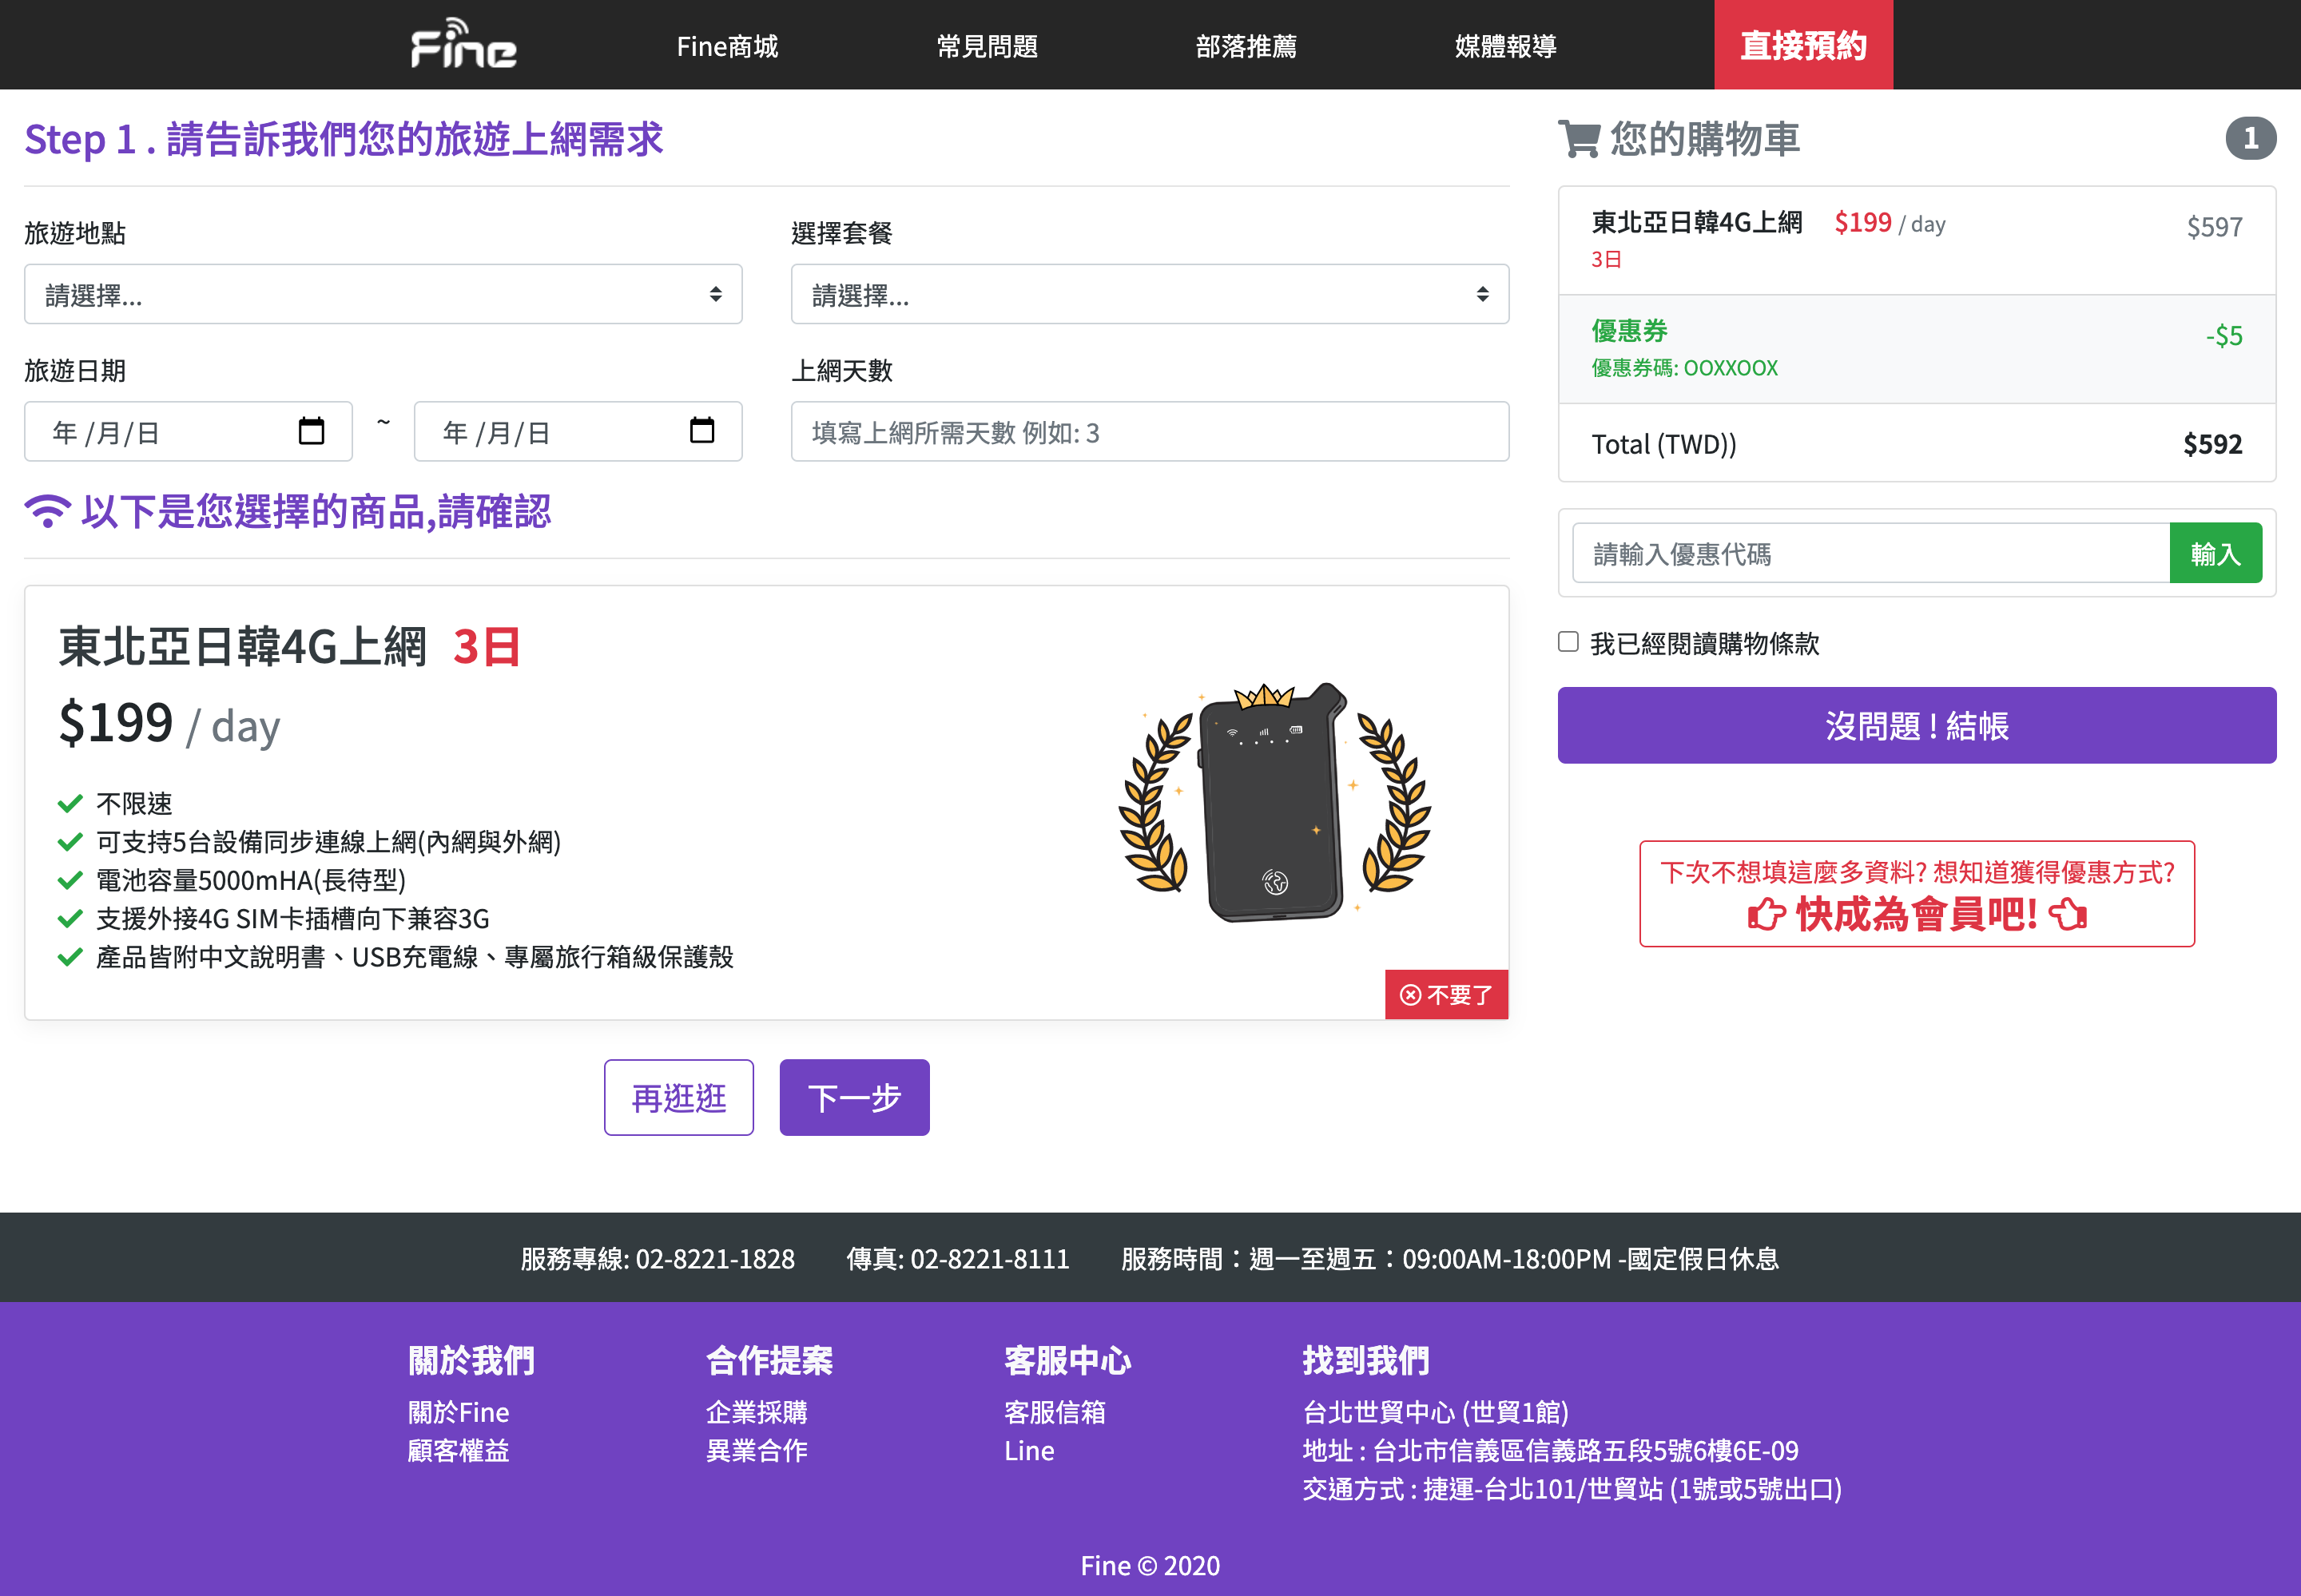 Fine
Fine商城
常見問題
部落推薦
媒體報導
直接預約
Step 1 . 請告訴我們您的旅遊上網需求
旅遊地點
選擇套餐
請選擇...
請選擇...
旅遊日期
上網天數
年 /月/日
~
年 /月/日
填寫上網所需天數 例如: 3
以下是您選擇的商品,請確認
東北亞日韓4G上網 3日
$199 / day
不限速
可支持5台設備同步連線上網(內網與外網)
電池容量5000mHA(長待型)
支援外接4G SIM卡插槽向下兼容3G
產品皆附中文說明書、USB充電線、專屬旅行箱級保護殼
不要了
再逛逛
下一步
您的購物車
1
東北亞日韓4G上網 $199 / day
$597
3日
優惠券
-$5
優惠券碼: OOXXOOX
Total (TWD))
$592
請輸入優惠代碼
輸入
我已經閱讀購物條款
沒問題 ! 結帳
下次不想填這麼多資料? 想知道獲得優惠方式?
快成為會員吧!
服務專線: 02-8221-1828
傳真: 02-8221-8111
服務時間：週一至週五：09:00AM-18:00PM -國定假日休息
關於我們
關於Fine
顧客權益
合作提案
企業採購
異業合作
客服中心
客服信箱
Line
找到我們
台北世貿中心 (世貿1館)
地址 : 台北市信義區信義路五段5號6樓6E-09
交通方式 : 捷運-台北101/世貿站 (1號或5號出口)
Fine © 2020